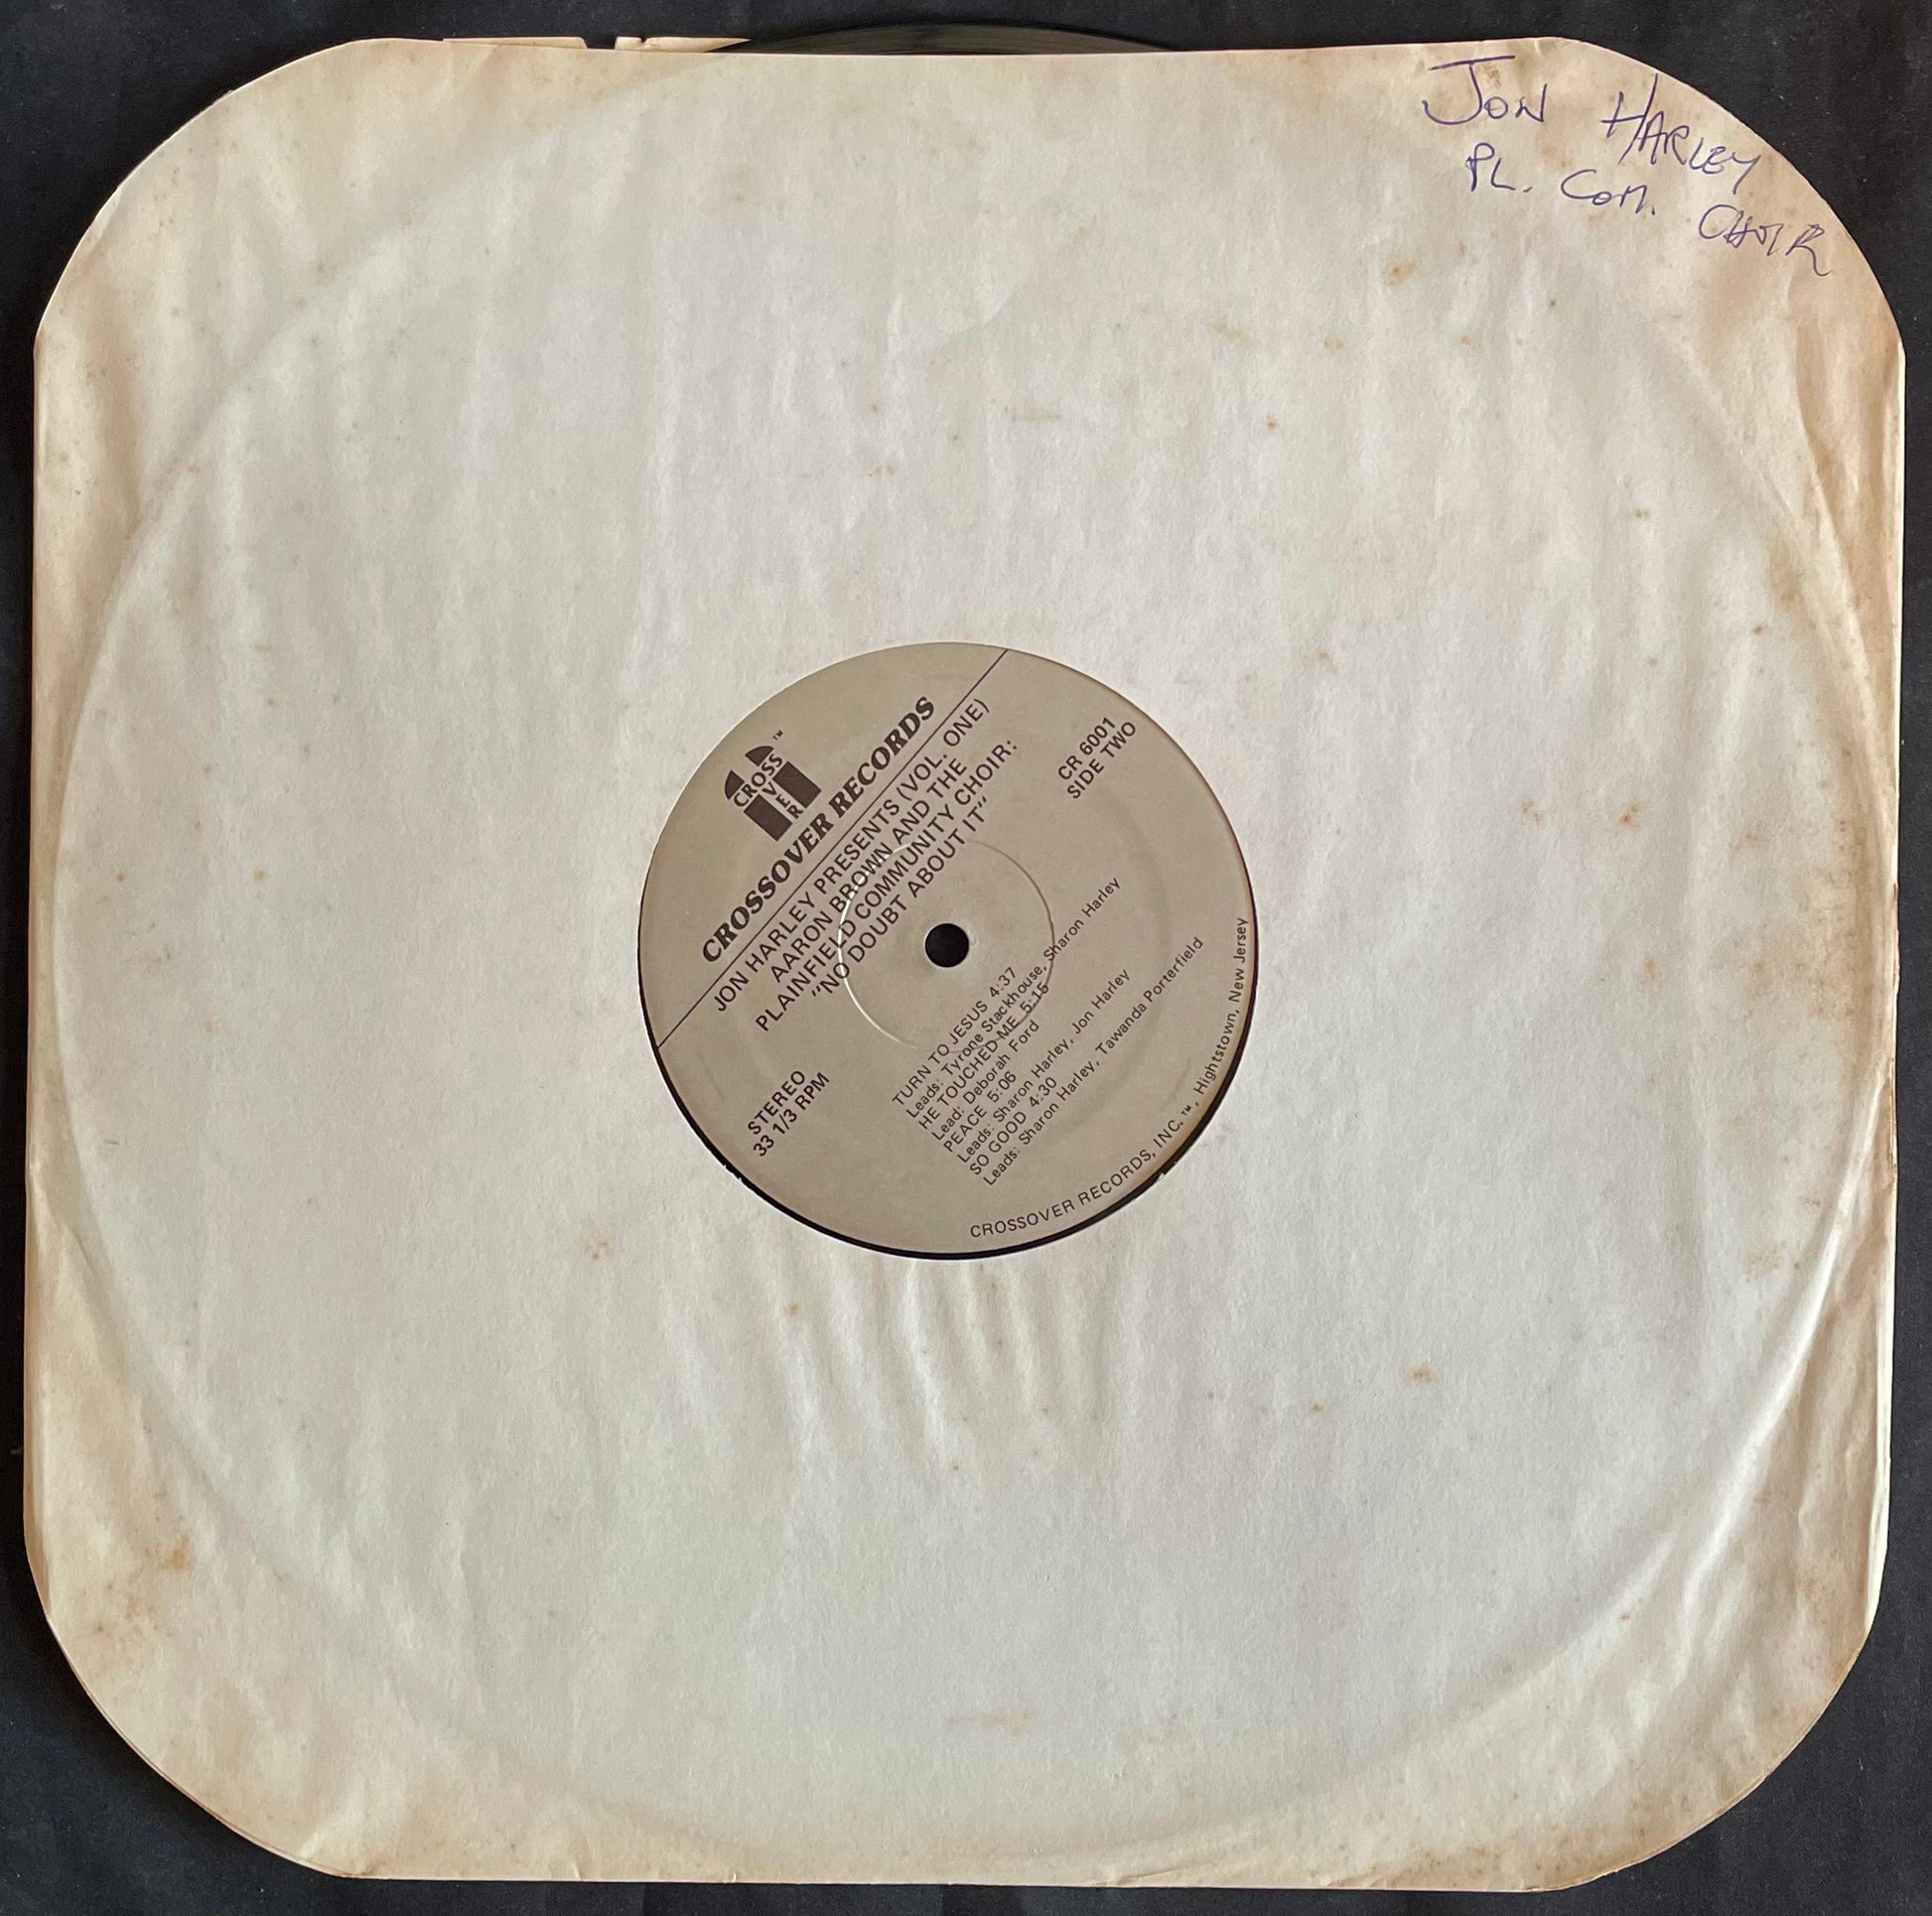 JON HARLEY
PL. COM. CHOIR
CROSS
VER
™
CROSSOVER RECORDS
JON HARLEY PRESENTS (VOL. ONE)
AARON BROWN AND THE
PLAINFIELD COMMUNITY CHOIR:
"NO DOUBT ABOUT IT"
CR 6001
SIDE TWO
STEREO
33 1/3 RPM
TURN TO JESUS 4:37
Leads: Tyrone Stackhouse, Sharon Harley
HE TOUCHED ME 5:15
Lead: Deborah Ford
PEACE 5:06
Leads: Sharon Harley, Jon Harley
SO GOOD 4:30
Leads: Sharon Harley, Tawanda Porterfield
CROSSOVER RECORDS, INC.™, Hightstown, New Jersey